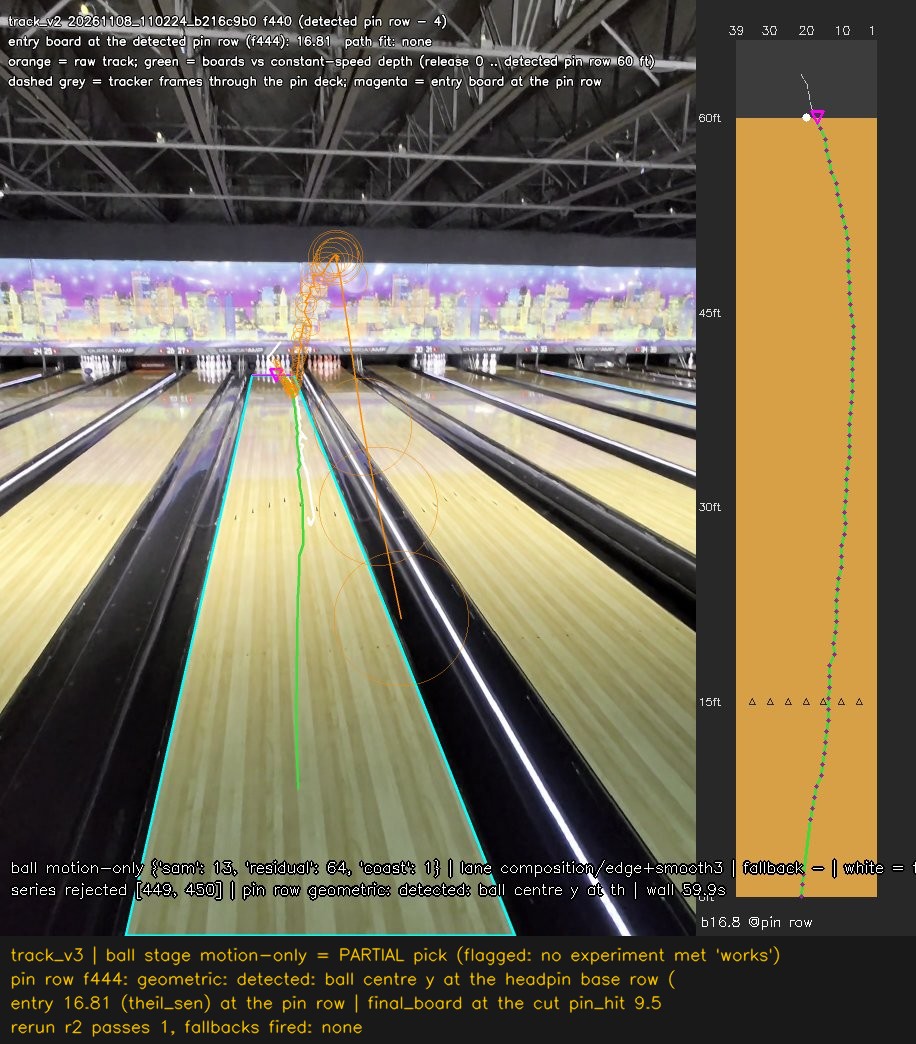 track_v2 20261108_110224_b216c9b0 f440 (detected pin row - 4)
entry board at the detected pin row (f444): 16.81  path fit: none
orange = raw track; green = boards vs constant-speed depth (release 0 .. detected pin row 60 ft)
dashed grey = tracker frames through the pin deck; magenta = entry board at the pin row
39 30 20 10 1
60ft
45ft
30ft
15ft
ball motion-only {'sam': 13, 'residual': 64, 'coast': 1} | lane composition/edge+smooth3 | fallback - | white =
series rejected [449, 450] | pin row geometric: detected: ball centre y at th | wall 59.9s
b16.8 @pin row
track_v3 | ball stage motion-only = PARTIAL pick (flagged: no experiment met 'works')
pin row f444: geometric: detected: ball centre y at the headpin base row (
entry 16.81 (theil_sen) at the pin row | final_board at the cut pin_hit 9.5
rerun r2 passes 1, fallbacks fired: none